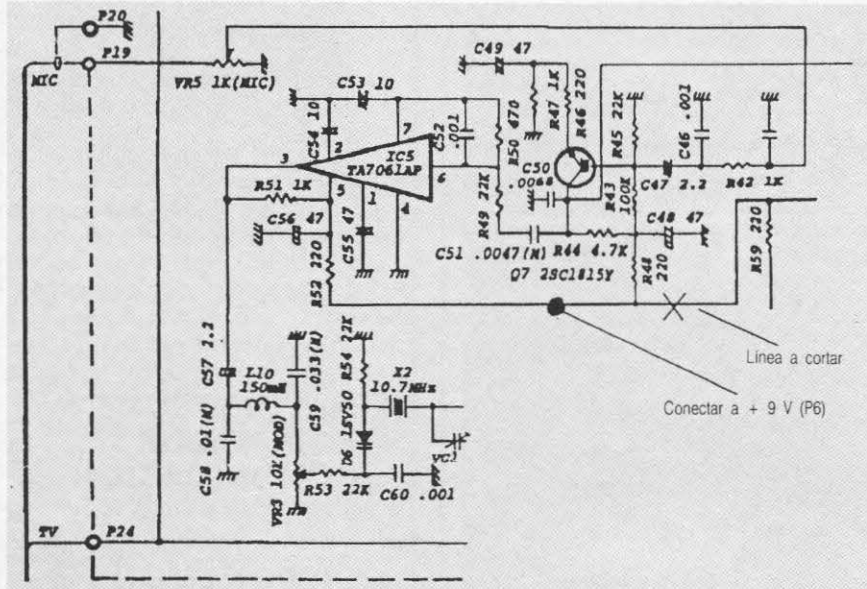 P20
P19
MIC
VR5 1K(MIC)
C49 47
R47 1K
R46 220
R45 22K
C46 .001
C53 10
C54 10
C52 .001
R50 470
7
2
IC5
TA7061AP
3
6
5
1
4
C50 .0068
R43 100K
C47 2.2
R42 1K
R51 1K
C56 47
C55 47
R49 22K
C48 47
R59 220
R52 220
C51 .0047(M)
R44 4.7K
Q7 2SC1815Y
R48 220
Línea a cortar
Conectar a + 9 V (P6)
C57 2.2
L10
150mH
C59 .033(M)
R54 22K
X2
10.7MHz
C58 .01(M)
VR3 10K(MOD)
R53 22K
D6 1SV50
C60 .001
TV
P24